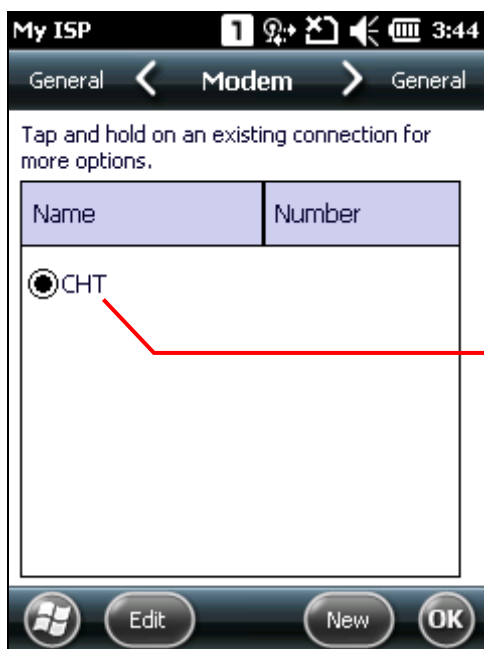 My ISP 1 3:44
General Modem General
Tap and hold on an existing connection for
more options.
Name Number
CHT
Edit New OK